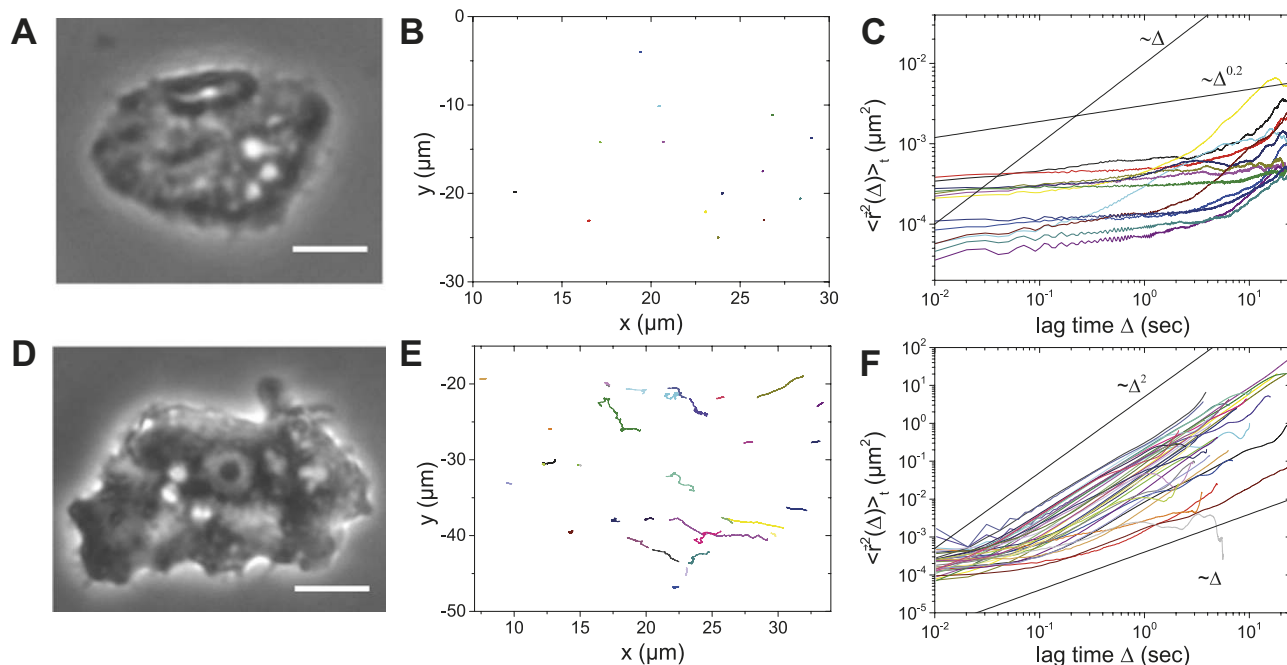 A
B
0
-10
-20
-30
y (µm)
10
15
20
25
30
x (µm)
C
~Δ
~Δ^0.2
10^-2
10^-3
10^-4
<r²(Δ)>_t (µm²)
10^-2
10^-1
10^0
10^1
lag time Δ (sec)
D
E
-20
-30
-40
-50
y (µm)
10
15
20
25
30
x (µm)
F
~Δ²
10^2
10^1
10^0
10^-1
10^-2
10^-3
10^-4
10^-5
<r²(Δ)>_t (µm²)
~Δ
10^-2
10^-1
10^0
10^1
lag time Δ (sec)